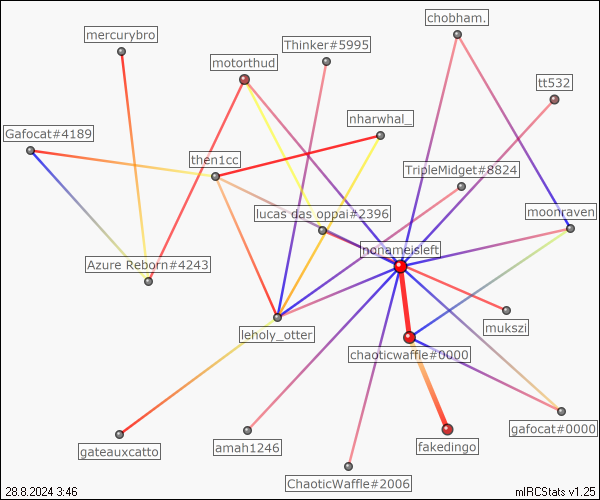 chobham.
mercurybro
Thinker#5995
motorthud
tt532
nharwhal_
Gafocat#4189
then1cc
TripleMidget#8824
lucas das oppai#2396
moonraven
nonameisleft
Azure Reborn#4243
mukszi
leholy_otter
chaoticwaffle#0000
gafocat#0000
gateauxcatto
amah1246
fakedingo
ChaoticWaffle#2006
28.8.2024 3:46
mIRCStats v1.25